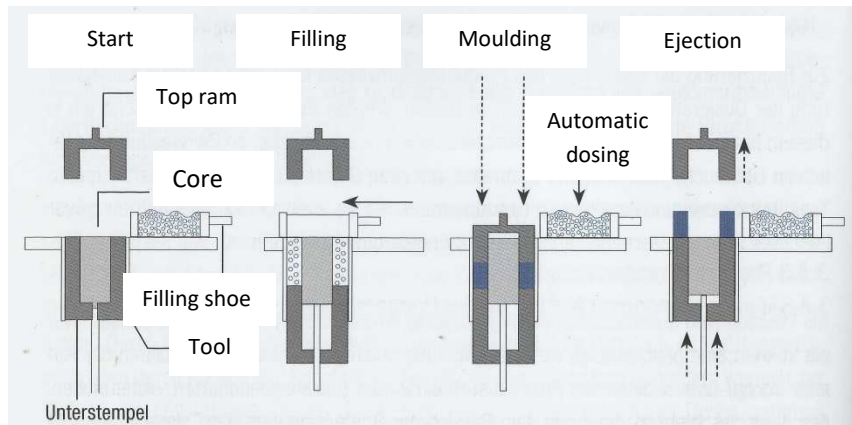 Start
Filling
Moulding
Ejection
Top ram
Automatic
dosing
Core
Filling shoe
Tool
Unterstempel